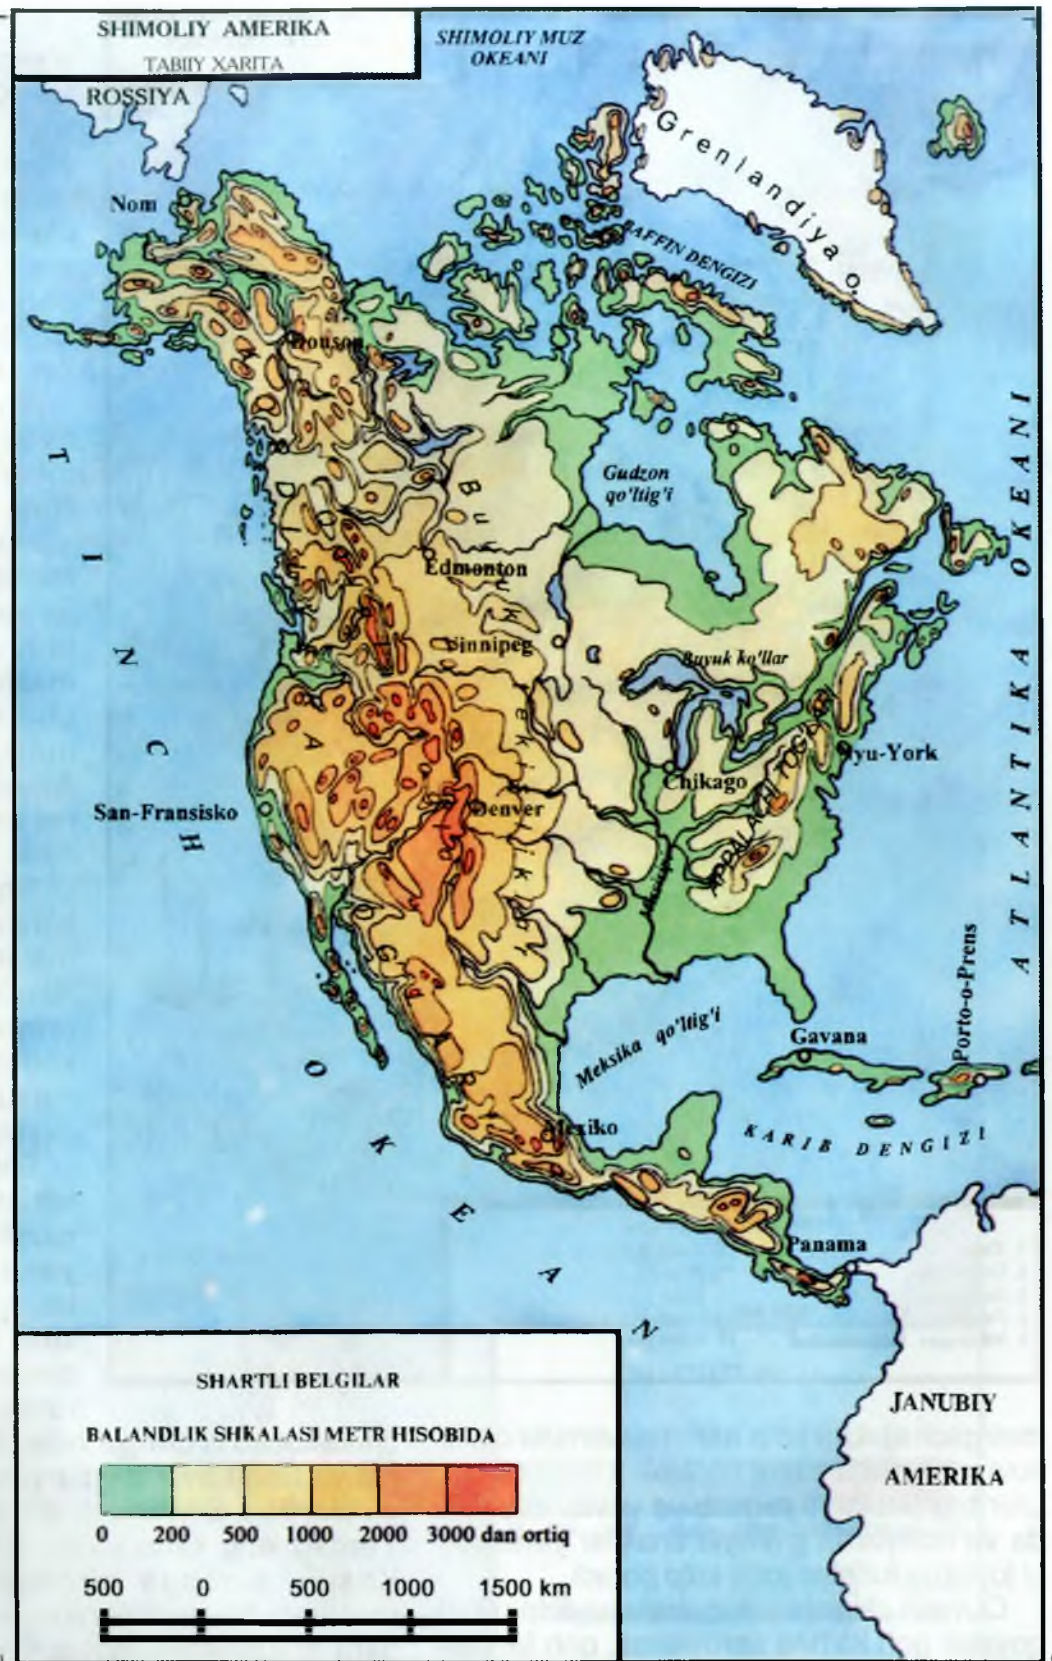 SHIMOLIY AMERIKA
TABIIY XARITA
SHIMOLIY MUZ
OKEANI
ROSSIYA
Grenlandiya o.
Nom
BAFFIN DENGIZI
Douson
Gudzon
qo'ltig'i
Edmonton
Vinnipeg
Buyuk ko'llar
Buyuk tekisliklar
Nyu-York
Chikago
APPALACHI TOG'LARI
San-Fransisko
Denver
Missisipi
TINCH OKEAN
ATLANTIKA OKEANI
Porto-o-Prens
Gavana
Meksika qo'ltig'i
Mexiko
KARIB DENGIZI
Panama
JANUBIY
AMERIKA
SHARTLI BELGILAR
BALANDLIK SHKALASI METR HISOBIDA
0 200 500 1000 2000 3000 dan ortiq
500 0 500 1000 1500 km